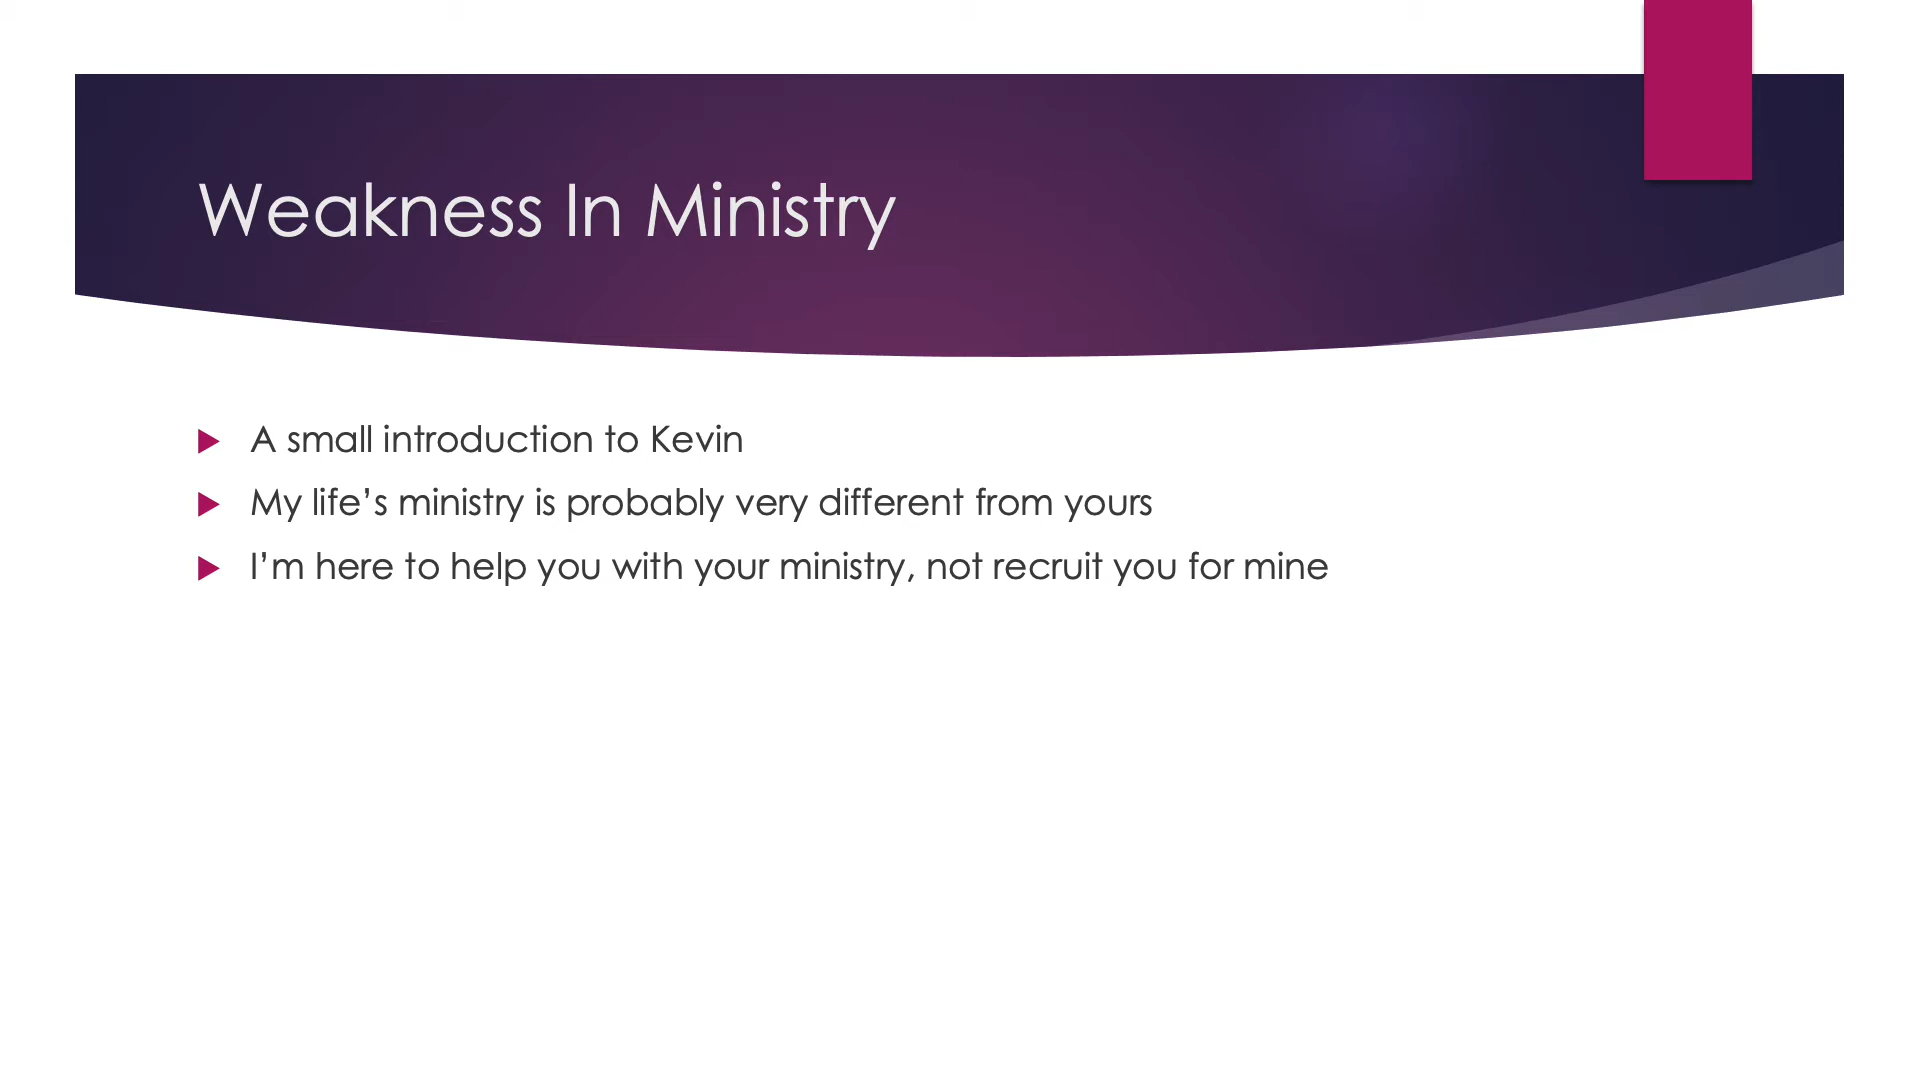 Weakness In Ministry
A small introduction to Kevin
My life’s ministry is probably very different from yours
I’m here to help you with your ministry, not recruit you for mine